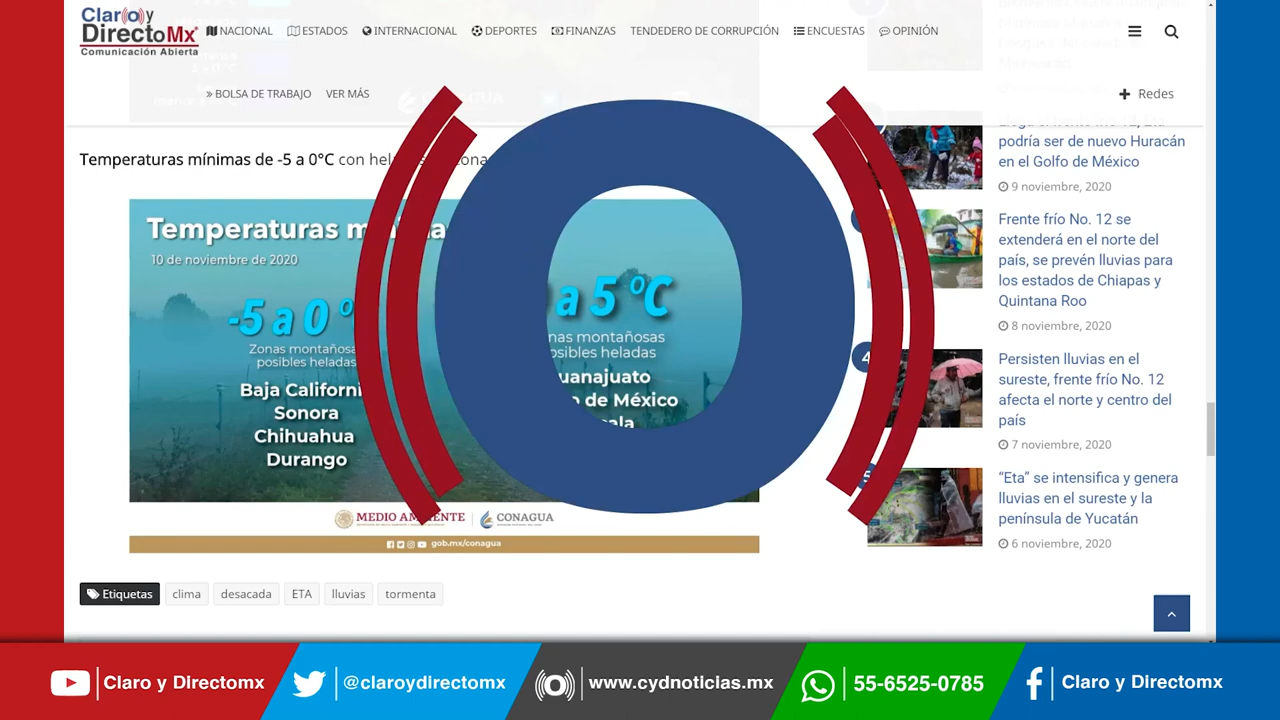 Claro y
DirectoMx®
Comunicación Abierta
NACIONAL
ESTADOS
INTERNACIONAL
DEPORTES
FINANZAS
TENDEDERO DE CORRUPCIÓN
ENCUESTAS
OPINIÓN
BOLSA DE TRABAJO
VER MÁS
Redes
Temperaturas mínimas de -5 a 0°C con
Temperaturas
10 de noviembre de 2020
-5 a 0 º
Zonas montañosa
posibles heladas
Baja Californi
Sonora
Chihuahua
Durango
a 5 ºC
nas montañosas
osibles heladas
uanajuato
o de México
MEDIO AMBIENTE
CONAGUA
gob.mx/conagua
podría ser de nuevo Huracán
en el Golfo de México
9 noviembre, 2020
Frente frío No. 12 se
extenderá en el norte del
país, se prevén lluvias para
los estados de Chiapas y
Quintana Roo
8 noviembre, 2020
4
Persisten lluvias en el
sureste, frente frío No. 12
afecta el norte y centro del
país
7 noviembre, 2020
“Eta” se intensifica y genera
lluvias en el sureste y la
península de Yucatán
6 noviembre, 2020
Etiquetas
clima
desacada
ETA
lluvias
tormenta
Claro y Directomx
@claroydirectomx
www.cydnoticias.mx
55-6525-0785
Claro y Directomx